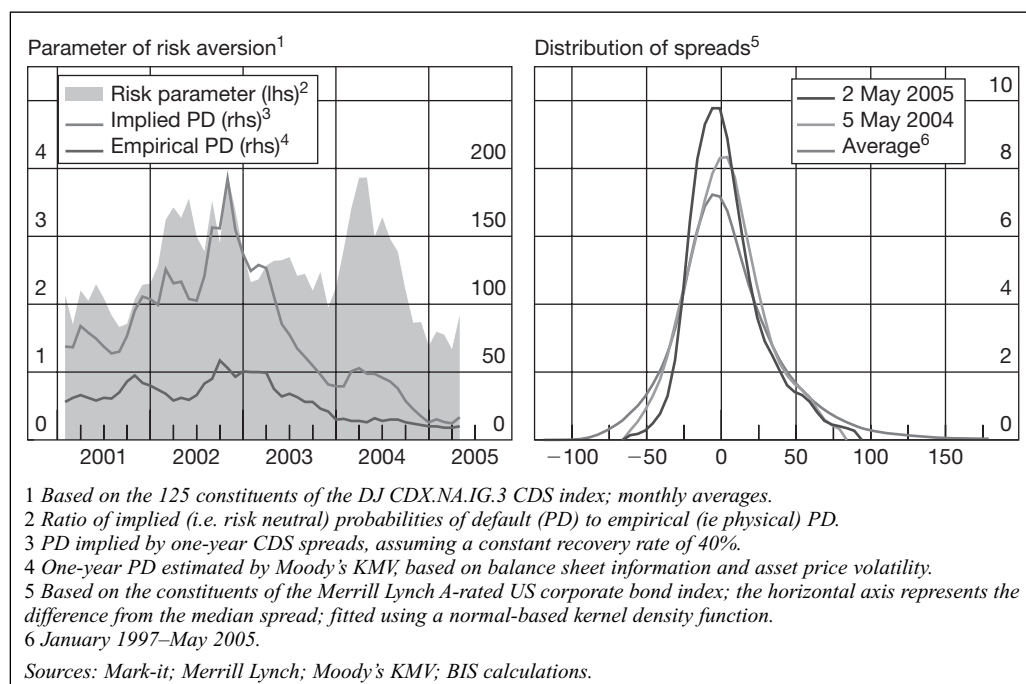 Parameter of risk aversion1
Risk parameter (lhs)2
Implied PD (rhs)3
Empirical PD (rhs)4
4
3
2
1
0
200
150
100
50
0
2001 2002 2003 2004 2005
Distribution of spreads5
2 May 2005
5 May 2004
Average6
10
8
6
4
2
0
−100 −50 0 50 100 150
1 Based on the 125 constituents of the DJ CDX.NA.IG.3 CDS index; monthly averages.
2 Ratio of implied (i.e. risk neutral) probabilities of default (PD) to empirical (ie physical) PD.
3 PD implied by one-year CDS spreads, assuming a constant recovery rate of 40%.
4 One-year PD estimated by Moody's KMV, based on balance sheet information and asset price volatility.
5 Based on the constituents of the Merrill Lynch A-rated US corporate bond index; the horizontal axis represents the
difference from the median spread; fitted using a normal-based kernel density function.
6 January 1997–May 2005.
Sources: Mark-it; Merrill Lynch; Moody's KMV; BIS calculations.